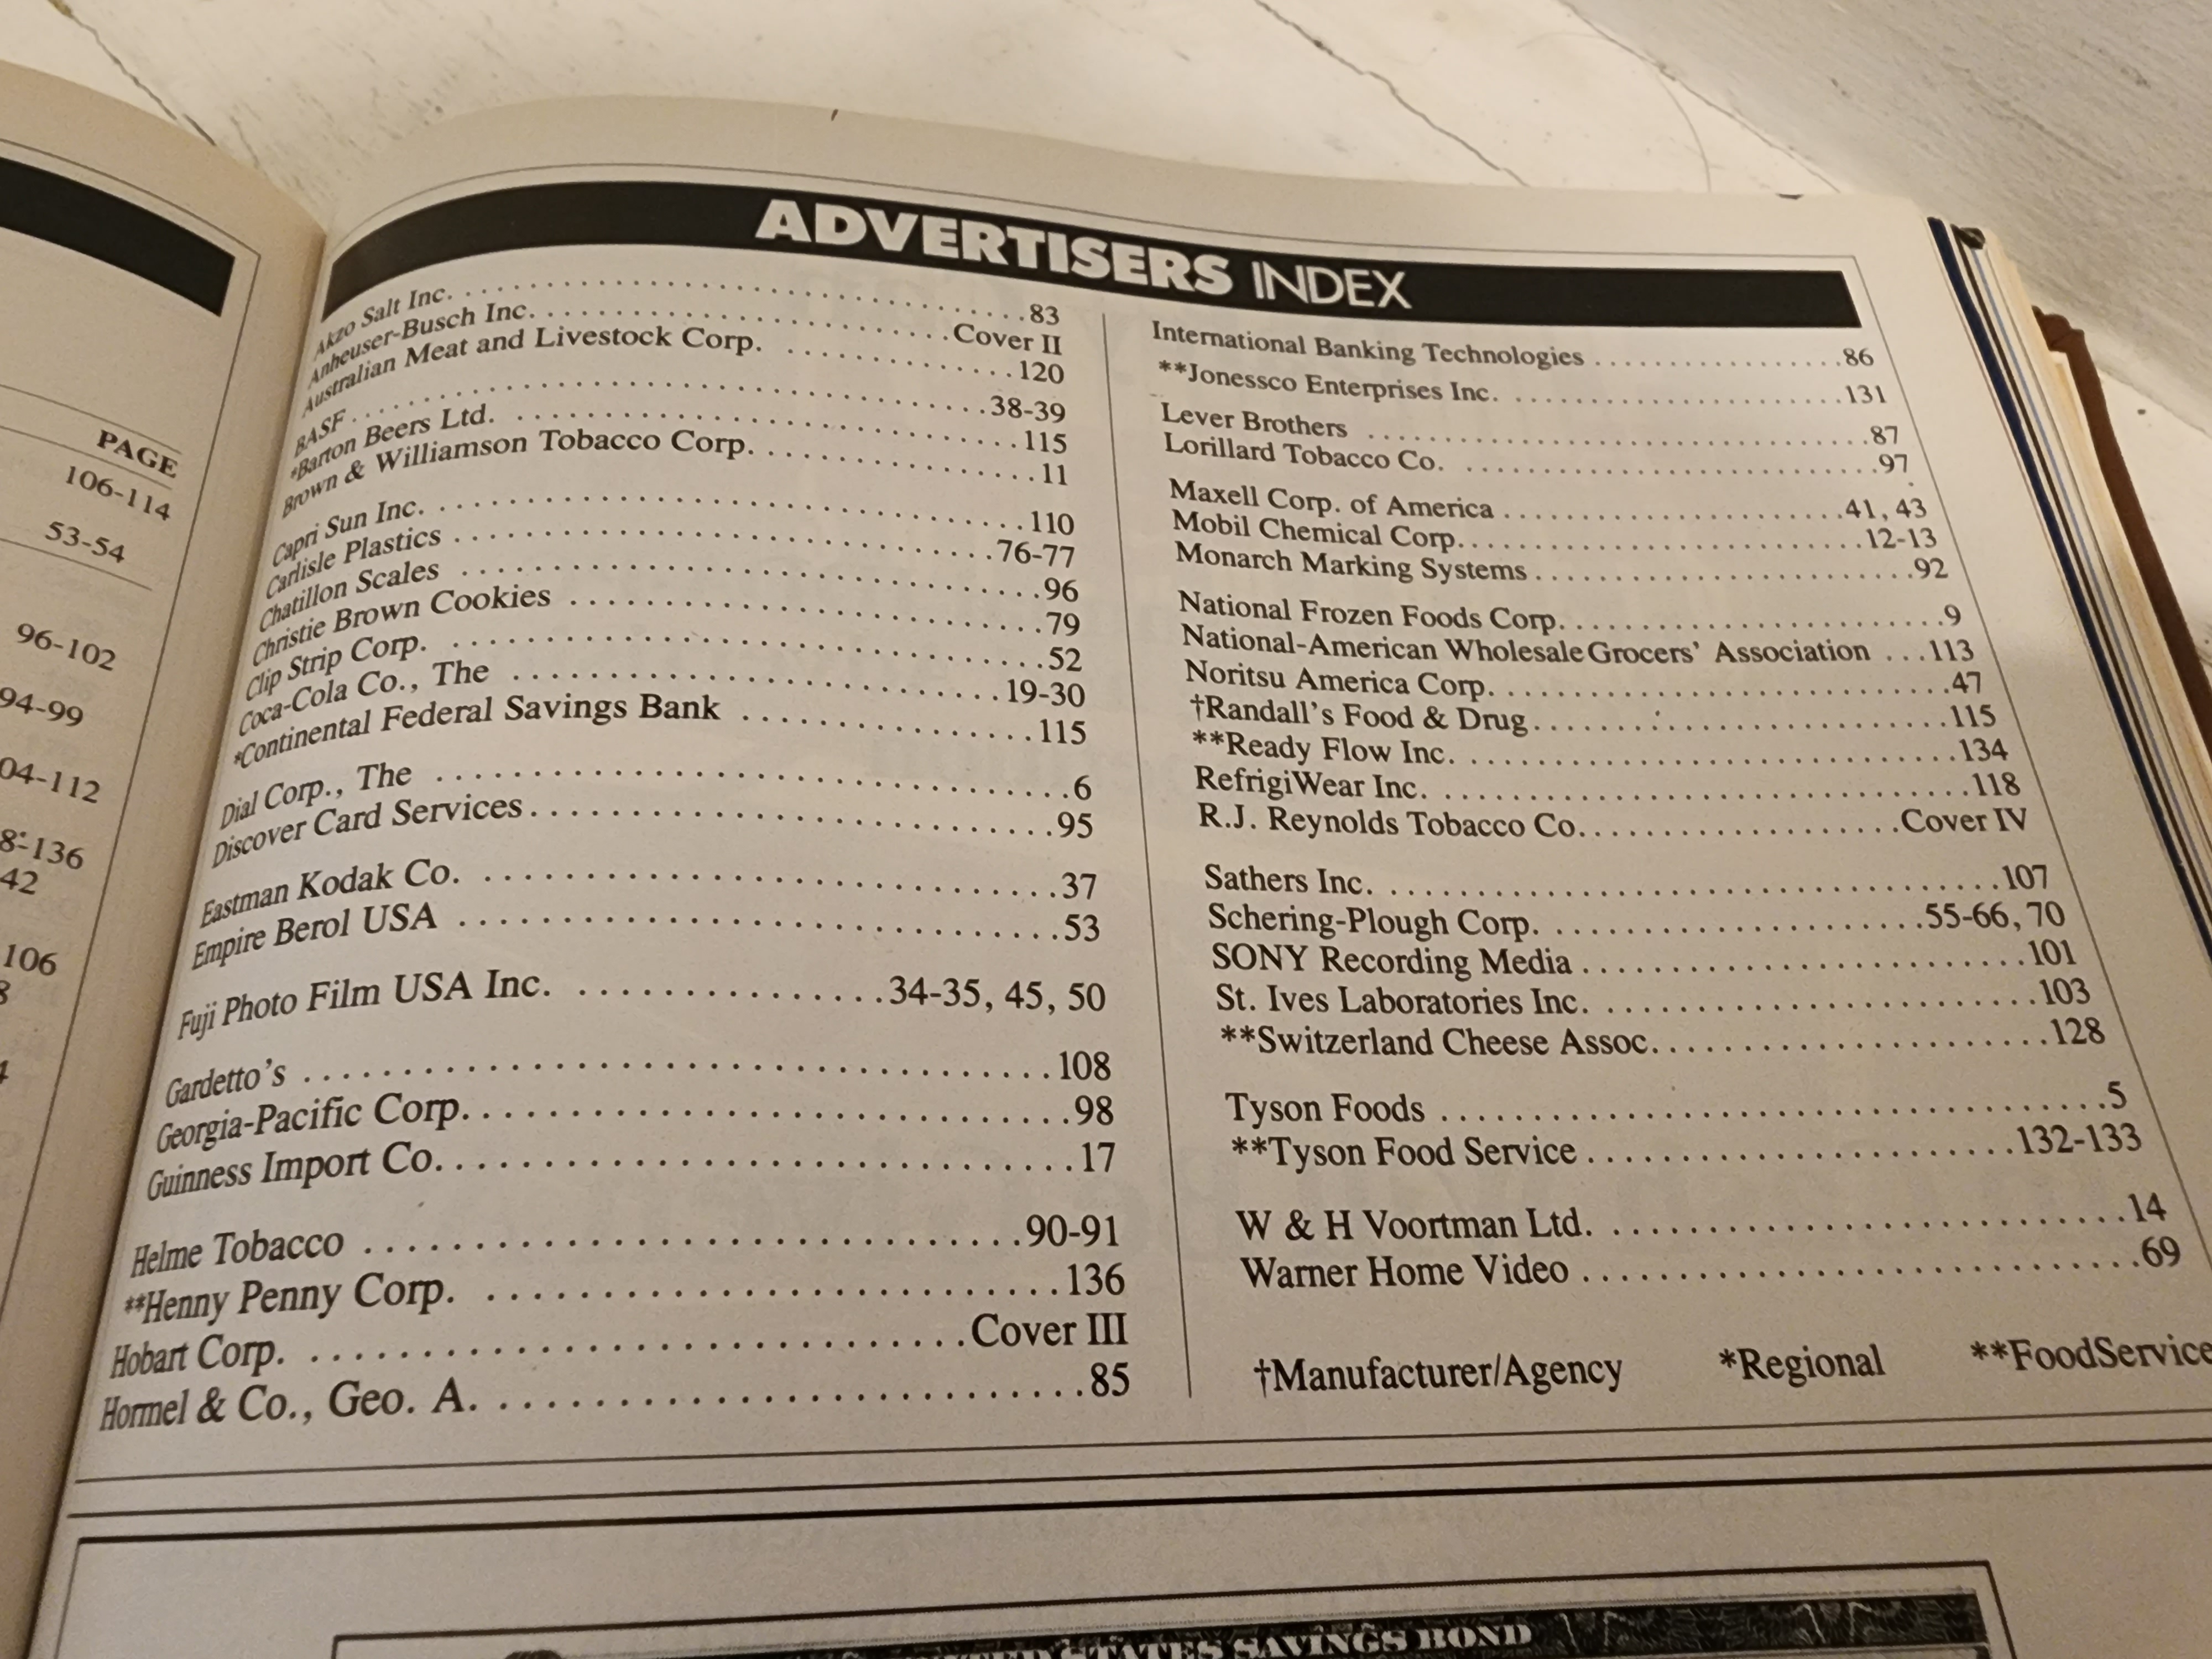 PAGE
106-114
53-54
96-102
94-99
04-112
8-136
42
106
8
4
ADVERTISERS INDEX
Akzo Salt Inc. . . . . . . . . . . . . . . . . . . . 83
Anheuser-Busch Inc. . . . . . . . . . . . . . . . . . . . Cover II
Australian Meat and Livestock Corp. . . . . . . . . . . . . . . . . . . . 120
BASF . . . . . . . . . . . . . . . . . . . 38-39
*Barton Beers Ltd. . . . . . . . . . . . . . . . . . . . 115
Brown & Williamson Tobacco Corp. . . . . . . . . . . . . . . . . . . . 11
Capri Sun Inc. . . . . . . . . . . . . . . . . . . . 110
Carlisle Plastics . . . . . . . . . . . . . . . . . . . 76-77
Chatillon Scales . . . . . . . . . . . . . . . . . . . 96
Christie Brown Cookies . . . . . . . . . . . . . . . . . . . 79
Clip Strip Corp. . . . . . . . . . . . . . . . . . . . 52
Coca-Cola Co., The . . . . . . . . . . . . . . . . . . . 19-30
*Continental Federal Savings Bank . . . . . . . . . . . . . 115
Dial Corp., The . . . . . . . . . . . . . . . . . . . 6
Discover Card Services . . . . . . . . . . . . . . . . . . . 95
Eastman Kodak Co. . . . . . . . . . . . . . . . . . . . 37
Empire Berol USA . . . . . . . . . . . . . . . . . . . 53
Fuji Photo Film USA Inc. . . . . . . . . . . . . . . . 34-35, 45, 50
Gardetto's . . . . . . . . . . . . . . . . . . . 108
Georgia-Pacific Corp. . . . . . . . . . . . . . . . . . . . 98
Guinness Import Co. . . . . . . . . . . . . . . . . . . . 17
Helme Tobacco . . . . . . . . . . . . . . . . . . . 90-91
**Henny Penny Corp. . . . . . . . . . . . . . . . . . . . 136
Hobart Corp. . . . . . . . . . . . . . . . . . . . Cover III
Hormel & Co., Geo. A. . . . . . . . . . . . . . . . . . . . 85
International Banking Technologies . . . . . . . . . . . . . . . . 86
**Jonessco Enterprises Inc. . . . . . . . . . . . . . . . . . . . 131
Lever Brothers . . . . . . . . . . . . . . . . . . . 87
Lorillard Tobacco Co. . . . . . . . . . . . . . . . . . . . 97
Maxell Corp. of America . . . . . . . . . . . . . . . . . . . 41, 43
Mobil Chemical Corp. . . . . . . . . . . . . . . . . . . . 12-13
Monarch Marking Systems . . . . . . . . . . . . . . . . . . . 92
National Frozen Foods Corp. . . . . . . . . . . . . . . . . . . . 9
National-American Wholesale Grocers' Association . . . 113
Noritsu America Corp. . . . . . . . . . . . . . . . . . . . 47
†Randall's Food & Drug . . . . . . . . . . . . . . . . . . . 115
**Ready Flow Inc. . . . . . . . . . . . . . . . . . . . 134
RefrigiWear Inc. . . . . . . . . . . . . . . . . . . . 118
R.J. Reynolds Tobacco Co. . . . . . . . . . . . . . . . . . . . Cover IV
Sathers Inc. . . . . . . . . . . . . . . . . . . . 107
Schering-Plough Corp. . . . . . . . . . . . . . . . . . . . 55-66, 70
SONY Recording Media . . . . . . . . . . . . . . . . . . . 101
St. Ives Laboratories Inc. . . . . . . . . . . . . . . . . . . . 103
**Switzerland Cheese Assoc. . . . . . . . . . . . . . . . . . . . 128
Tyson Foods . . . . . . . . . . . . . . . . . . . 5
**Tyson Food Service . . . . . . . . . . . . . . . . . . . 132-133
W & H Voortman Ltd. . . . . . . . . . . . . . . . . . . . 14
Warner Home Video . . . . . . . . . . . . . . . . . . . 69
†Manufacturer/Agency *Regional **FoodService
STATES SAVINGS BOND